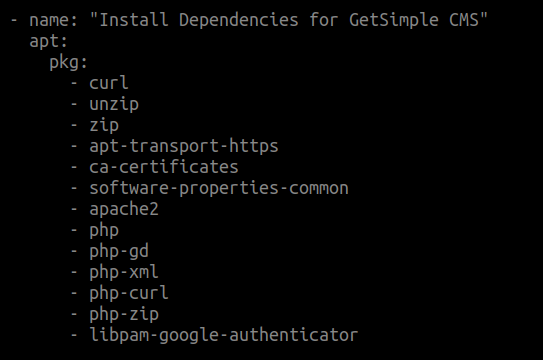 - name: "Install Dependencies for GetSimple CMS"
  apt:
    pkg:
      - curl
      - unzip
      - zip
      - apt-transport-https
      - ca-certificates
      - software-properties-common
      - apache2
      - php
      - php-gd
      - php-xml
      - php-curl
      - php-zip
      - libpam-google-authenticator